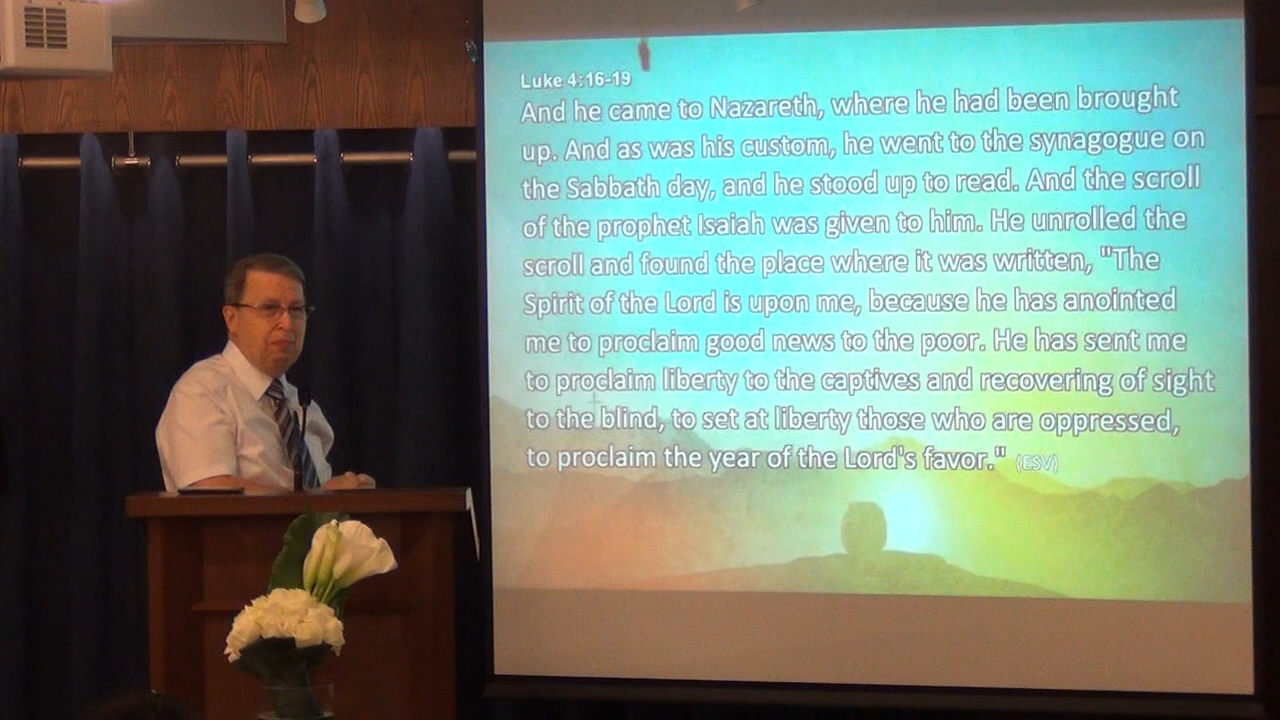 Luke 4:16-19
And he came to Nazareth, where he had been brought
up. And as was his custom, he went to the synagogue on
the Sabbath day, and he stood up to read. And the scroll
of the prophet Isaiah was given to him. He unrolled the
scroll and found the place where it was written, "The
Spirit of the Lord is upon me, because he has anointed
me to proclaim good news to the poor. He has sent me
to proclaim liberty to the captives and recovering of sight
to the blind, to set at liberty those who are oppressed,
to proclaim the year of the Lord's favor." (ESV)